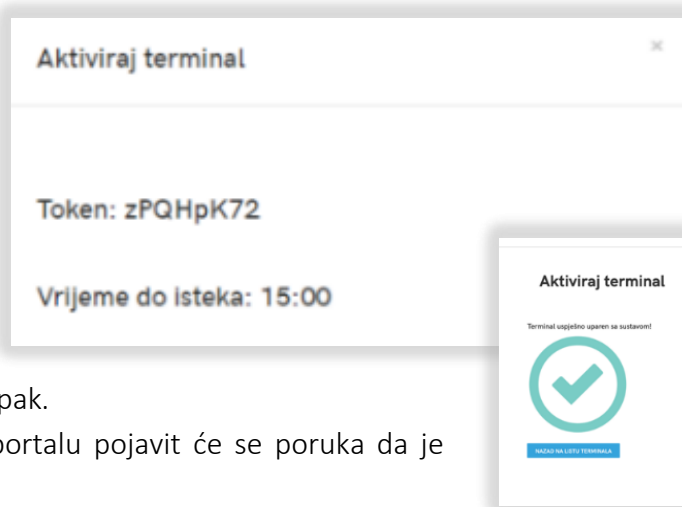 Aktiviraj terminal
×
Token: zPQHpK72
Vrijeme do isteka: 15:00
Aktiviraj terminal
Terminal uspješno uparen sa sustavom!
NAZAD NA LISTU TERMINALA
pak.
portalu pojavit će se poruka da je